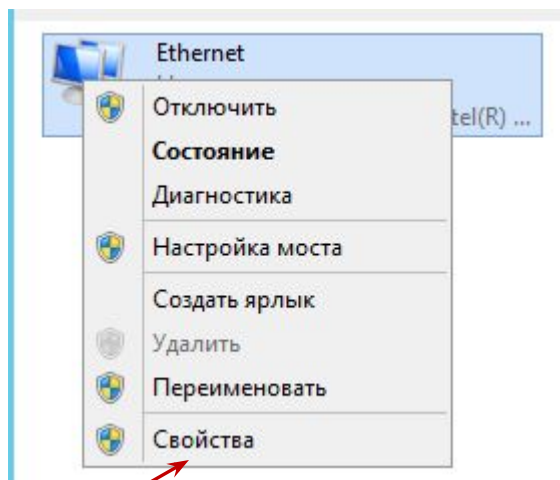 Ethernet
tel(R) ...
Отключить
Состояние
Диагностика
Настройка моста
Создать ярлык
Удалить
Переименовать
Свойства